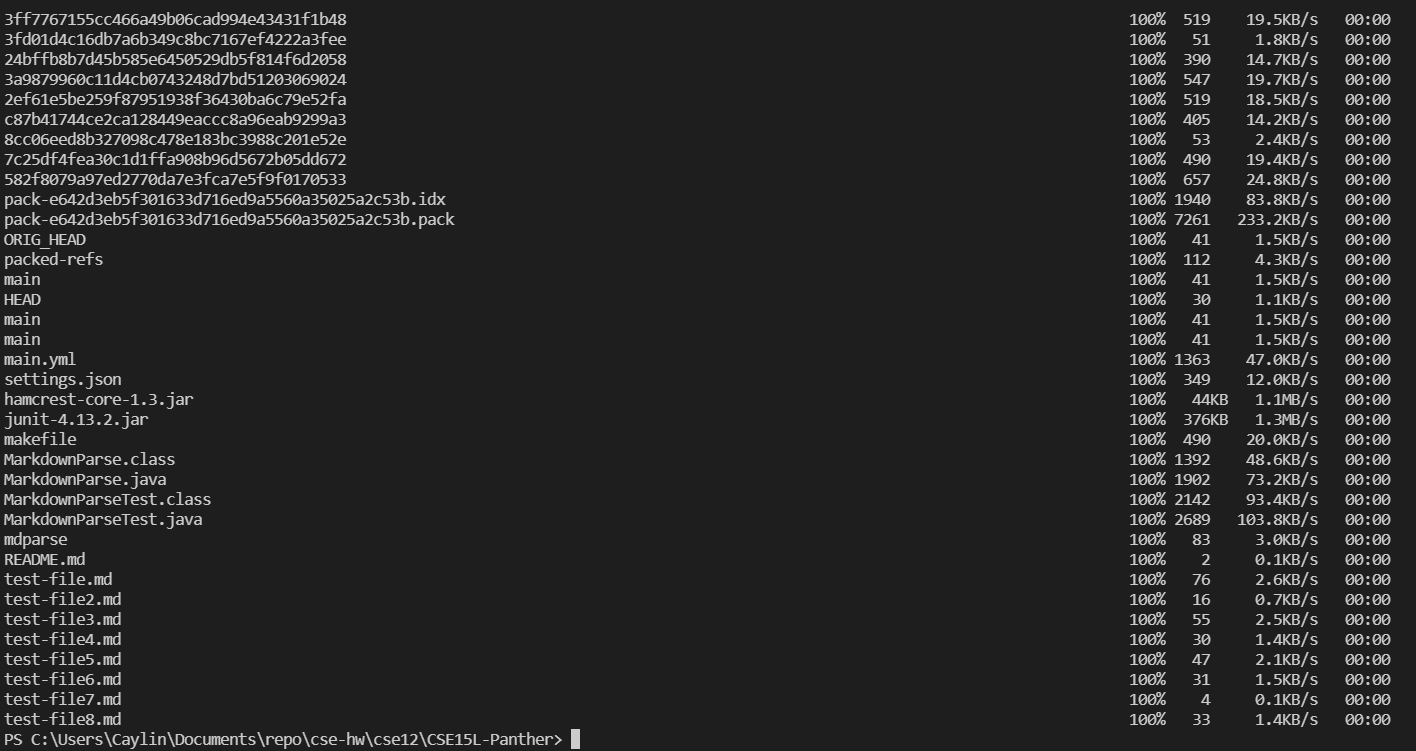 3ff7767155cc466a49b06cad994e43431f1b48 100% 519 19.5KB/s 00:00
3fd01d4c16db7a6b349c8bc7167ef4222a3fee 100% 51 1.8KB/s 00:00
24bffb8b7d45b585e6450529db5f814f6d2058 100% 390 14.7KB/s 00:00
3a9879960c11d4cb0743248d7bd51203069024 100% 547 19.7KB/s 00:00
2ef61e5be259f87951938f36430ba6c79e52fa 100% 519 18.5KB/s 00:00
c87b41744ce2ca128449eaccc8a96eab9299a3 100% 405 14.2KB/s 00:00
8cc06eed8b327098c478e183bc3988c201e52e 100% 53 2.4KB/s 00:00
7c25df4fea30c1d1ffa908b96d5672b05dd672 100% 490 19.4KB/s 00:00
582f8079a97ed2770da7e3fca7e5f9f0170533 100% 657 24.8KB/s 00:00
pack-e642d3eb5f301633d716ed9a5560a35025a2c53b.idx 100% 1940 83.8KB/s 00:00
pack-e642d3eb5f301633d716ed9a5560a35025a2c53b.pack 100% 7261 233.2KB/s 00:00
ORIG_HEAD 100% 41 1.5KB/s 00:00
packed-refs 100% 112 4.3KB/s 00:00
main 100% 41 1.5KB/s 00:00
HEAD 100% 30 1.1KB/s 00:00
main 100% 41 1.5KB/s 00:00
main 100% 41 1.5KB/s 00:00
main.yml 100% 1363 47.0KB/s 00:00
settings.json 100% 349 12.0KB/s 00:00
hamcrest-core-1.3.jar 100% 44KB 1.1MB/s 00:00
junit-4.13.2.jar 100% 376KB 1.3MB/s 00:00
makefile 100% 490 20.0KB/s 00:00
MarkdownParse.class 100% 1392 48.6KB/s 00:00
MarkdownParse.java 100% 1902 73.2KB/s 00:00
MarkdownParseTest.class 100% 2142 93.4KB/s 00:00
MarkdownParseTest.java 100% 2689 103.8KB/s 00:00
mdparse 100% 83 3.0KB/s 00:00
README.md 100% 2 0.1KB/s 00:00
test-file.md 100% 76 2.6KB/s 00:00
test-file2.md 100% 16 0.7KB/s 00:00
test-file3.md 100% 55 2.5KB/s 00:00
test-file4.md 100% 30 1.4KB/s 00:00
test-file5.md 100% 47 2.1KB/s 00:00
test-file6.md 100% 31 1.5KB/s 00:00
test-file7.md 100% 4 0.1KB/s 00:00
test-file8.md 100% 33 1.4KB/s 00:00
PS C:\Users\Caylin\Documents\repo\cse-hw\cse12\CSE15L-Panther>